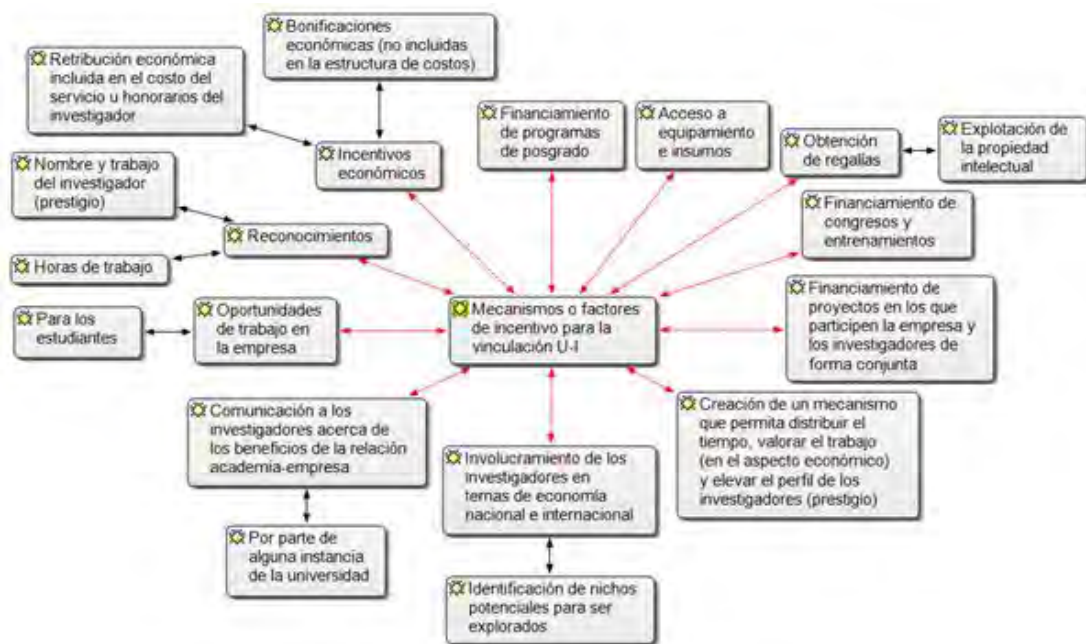 Bonificaciones
económicas (no incluidas
en la estructura de costos)
Retribución económica
incluida en el costo del
servicio u honorarios del
investigador
Incentivos
económicos
Financiamiento
de programas
de posgrado
Acceso a
equipamiento
e insumos
Obtención
de regalías
Explotación de
la propiedad
intelectual
Nombre y trabajo
del investigador
(prestigio)
Reconocimientos
Horas de trabajo
Financiamiento de
congresos y
entrenamientos
Para los
estudiantes
Oportunidades
de trabajo en
la empresa
Mecanismos o factores
de incentivo para la
vinculación U-I
Financiamiento de
proyectos en los que
participen la empresa y
los investigadores de
forma conjunta
Comunicación a los
investigadores acerca de
los beneficios de la relación
academia-empresa
Por parte de
alguna instancia
de la universidad
Involucramiento de los
investigadores en
temas de economía
nacional e internacional
Identificación de nichos
potenciales para ser
explorados
Creación de un mecanismo
que permita distribuir el
tiempo, valorar el trabajo
(en el aspecto económico)
y elevar el perfil de los
investigadores (prestigio)